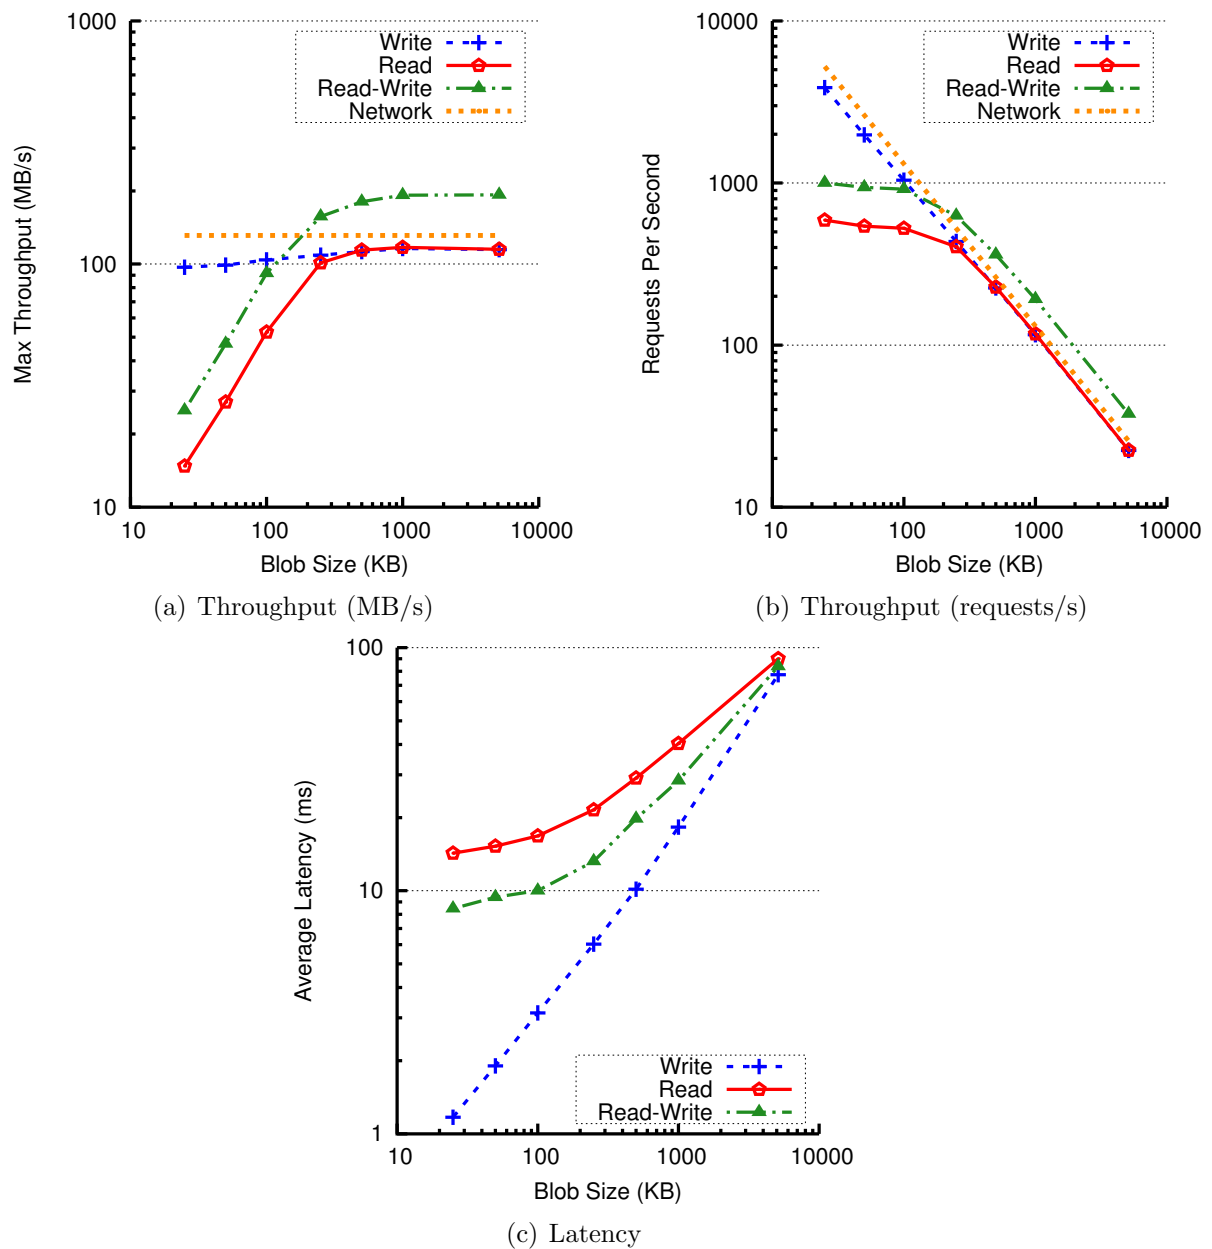 1000
100
10
Max Throughput (MB/s)
Write
Read
Read-Write
Network
10 100 1000 10000
Blob Size (KB)
(a) Throughput (MB/s)
10000
1000
100
10
Requests Per Second
Write
Read
Read-Write
Network
10 100 1000 10000
Blob Size (KB)
(b) Throughput (requests/s)
100
10
1
Average Latency (ms)
Write
Read
Read-Write
10 100 1000 10000
Blob Size (KB)
(c) Latency